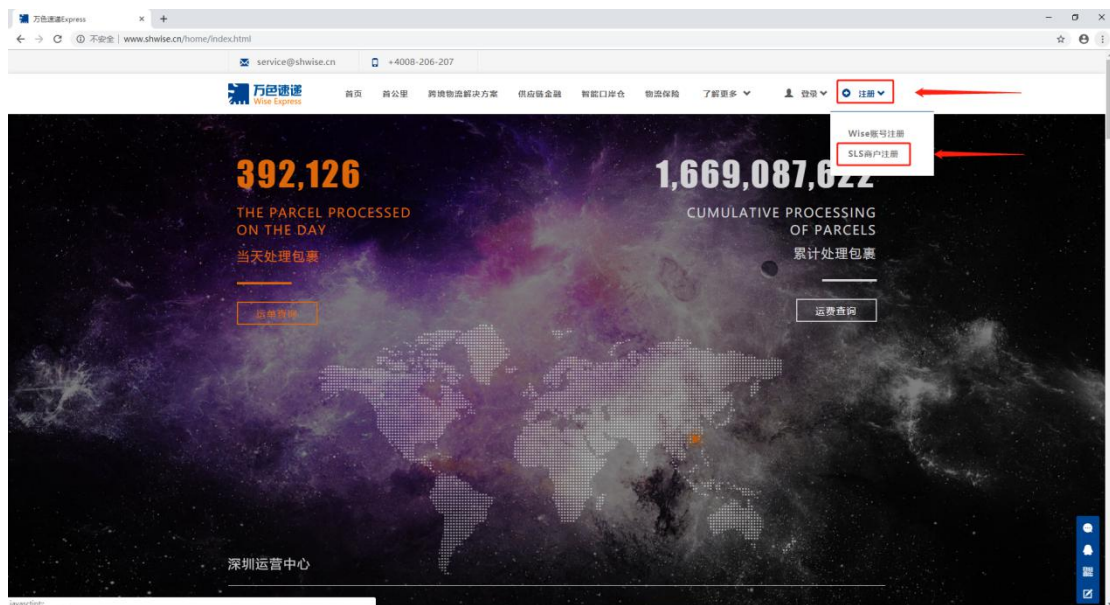 万色速递Express
不安全 | www.shwise.cn/home/index.html
service@shwise.cn +4008-206-207
万色速递
Wise Express
首页 首公里 跨境物流解决方案 供应链金融 智能口岸仓 物流保险 了解更多 登录 注册
Wise账号注册
SLS商户注册
392,126
THE PARCEL PROCESSED
ON THE DAY
当天处理包裹
运单查询
1,669,087,622
CUMULATIVE PROCESSING
OF PARCELS
累计处理包裹
运费查询
深圳运营中心